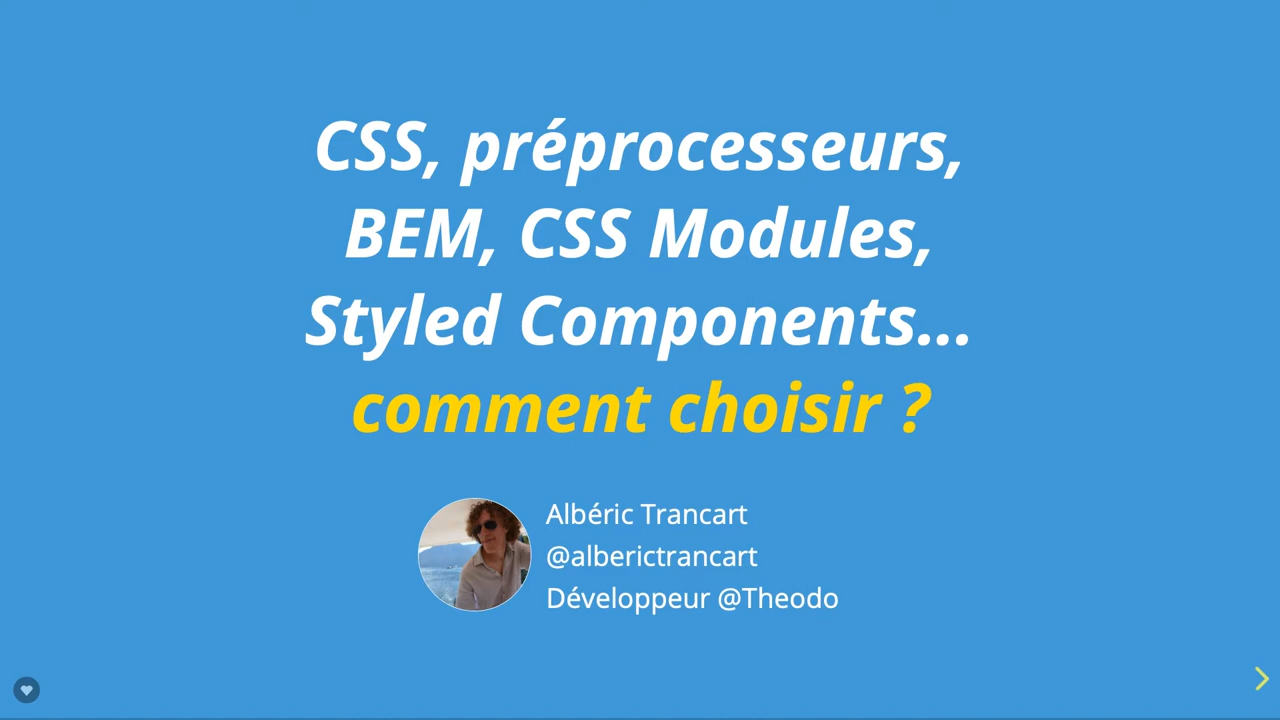 CSS, préprocesseurs,
BEM, CSS Modules,
Styled Components...
comment choisir ?
Albéric Trancart
@alberictrancart
Développeur @Theodo